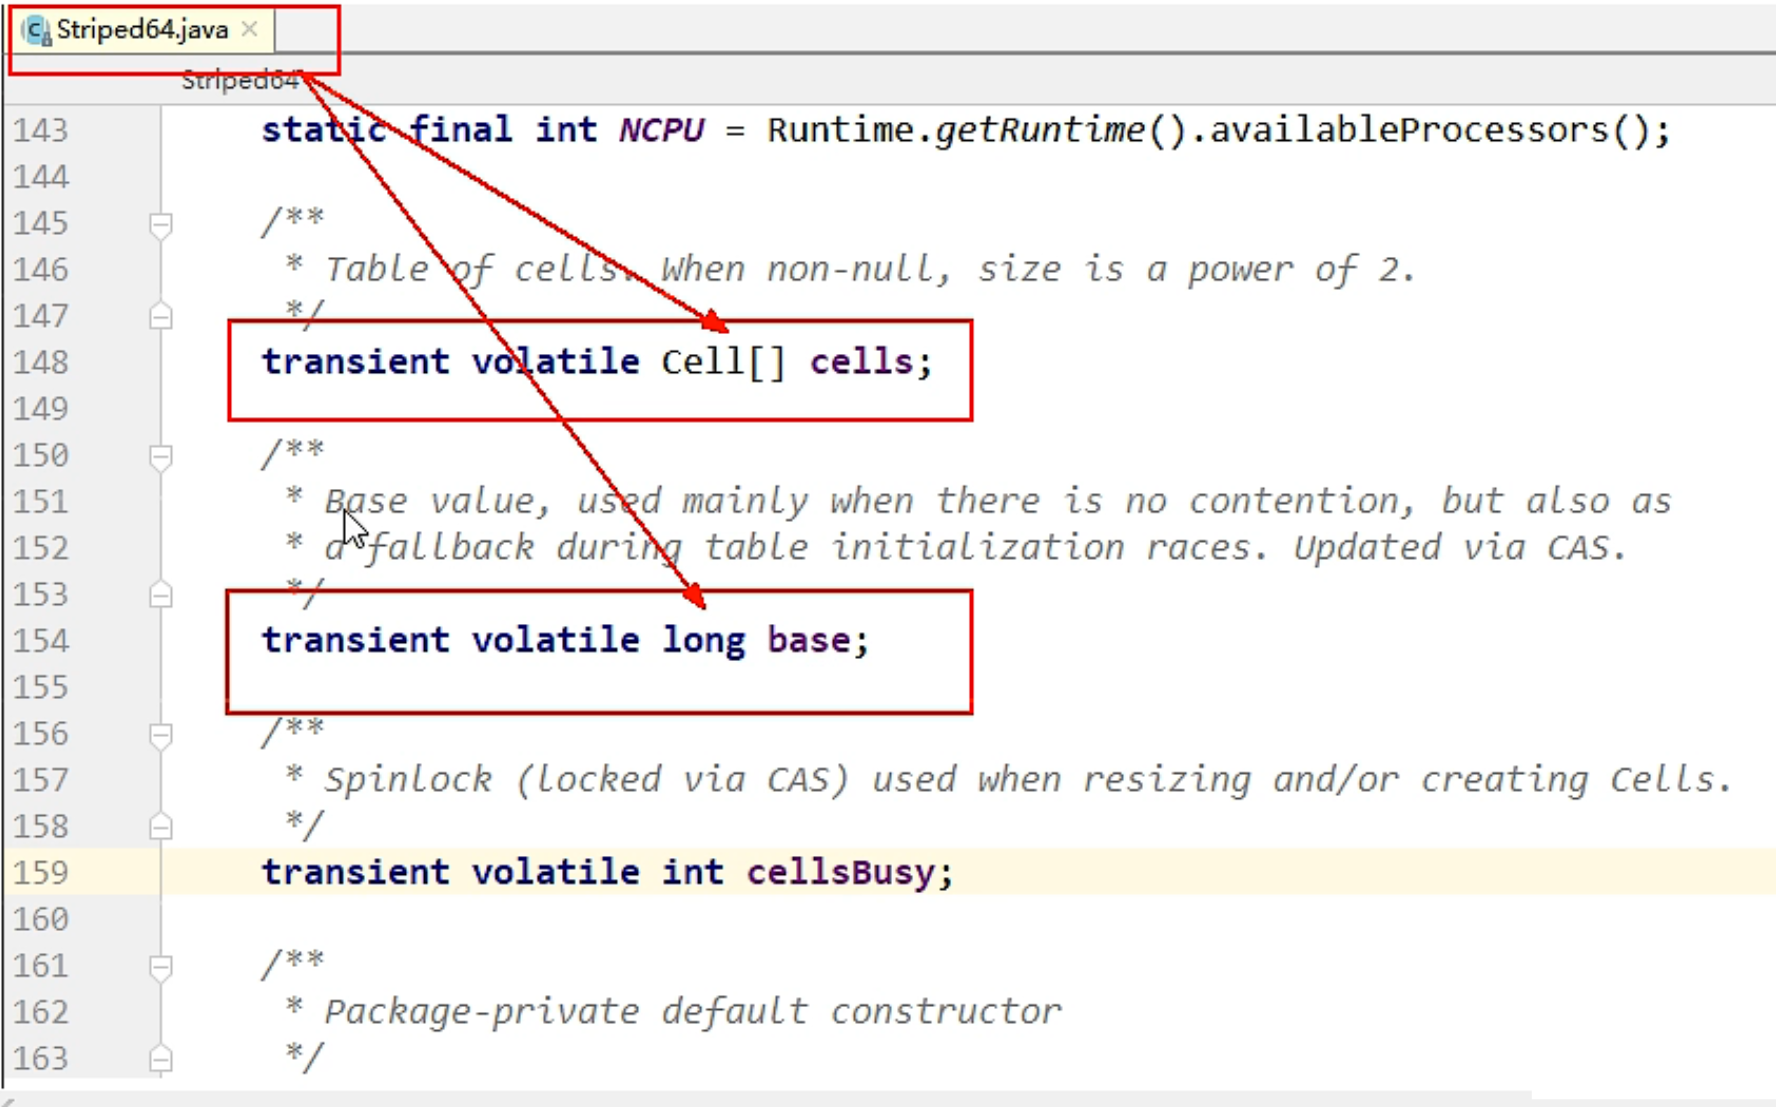 Striped64.java
Striped64
143 static final int NCPU = Runtime.getRuntime().availableProcessors();
144
145 /**
146 * Table of cells. When non-null, size is a power of 2.
147 */
148 transient volatile Cell[] cells;
149
150 /**
151 * Base value, used mainly when there is no contention, but also as
152 * a fallback during table initialization races. Updated via CAS.
153 */
154 transient volatile long base;
155
156 /**
157 * Spinlock (locked via CAS) used when resizing and/or creating Cells.
158 */
159 transient volatile int cellsBusy;
160
161 /**
162 * Package-private default constructor
163 */